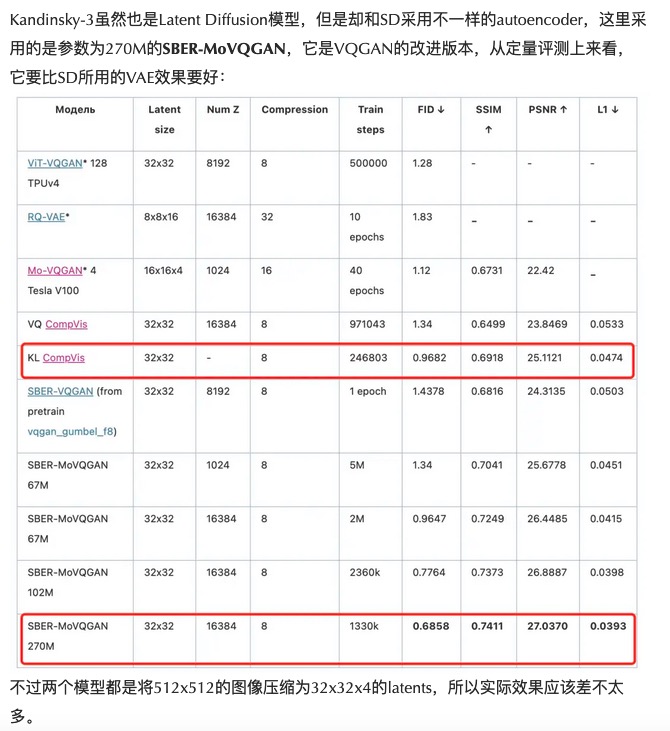 Kandinsky-3虽然也是Latent Diffusion模型，但是却和SD采用不一样的autoencoder，这里采
用的是参数为270M的SBER-MoVQGAN，它是VQGAN的改进版本，从定量评测上来看，
它要比SD所用的VAE效果要好：
Модель Latent size Num Z Compression Train steps FID ↓ SSIM ↑ PSNR ↑ L1 ↓
ViT-VQGAN* 128 TPUv4 32x32 8192 8 500000 1.28 - - -
RQ-VAE* 8x8x16 16384 32 10 epochs 1.83 – – –
Mo-VQGAN* 4 Tesla V100 16x16x4 1024 16 40 epochs 1.12 0.6731 22.42 –
VQ CompVis 32x32 16384 8 971043 1.34 0.6499 23.8469 0.0533
KL CompVis 32x32 - 8 246803 0.9682 0.6918 25.1121 0.0474
SBER-VQGAN (from pretrain vqgan_gumbel_f8) 32x32 8192 8 1 epoch 1.4378 0.6816 24.3135 0.0503
SBER-MoVQGAN 67M 32x32 1024 8 5M 1.34 0.7041 25.6778 0.0451
SBER-MoVQGAN 67M 32x32 16384 8 2M 0.9647 0.7249 26.4485 0.0415
SBER-MoVQGAN 102M 32x32 16384 8 2360k 0.7764 0.7373 26.8887 0.0398
SBER-MoVQGAN 270M 32x32 16384 8 1330k 0.6858 0.7411 27.0370 0.0393
不过两个模型都是将512x512的图像压缩为32x32x4的latents，所以实际效果应该差不太
多。